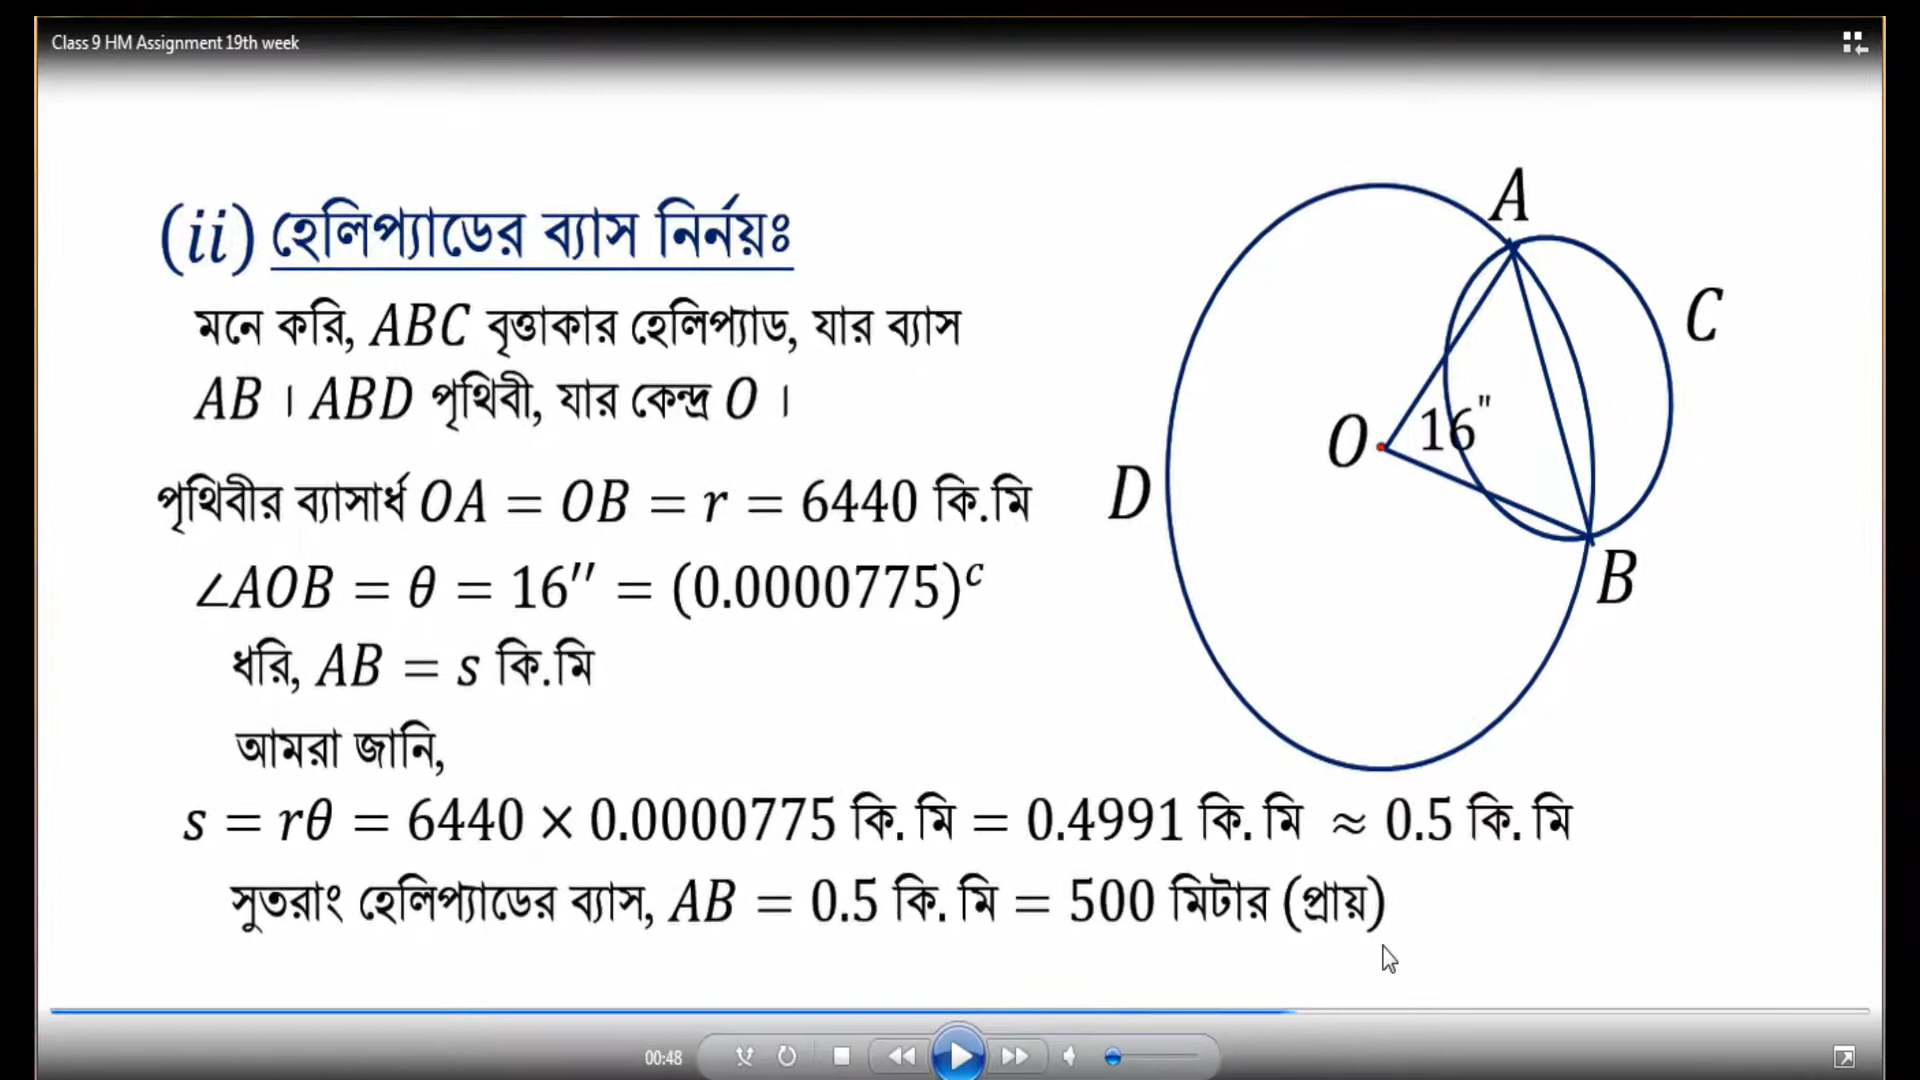 Class 9 HM Assignment 19th week
(ii) হেলিপ্যাডের ব্যাস নির্নয়ঃ
মনে করি, ABC বৃত্তাকার হেলিপ্যাড, যার ব্যাস
AB । ABD পৃথিবী, যার কেন্দ্র O ।
পৃথিবীর ব্যাসার্ধ OA = OB = r = 6440 কি.মি
∠AOB = θ = 16′′ = (0.0000775)ᶜ
ধরি, AB = s কি.মি
আমরা জানি,
s = rθ = 6440 × 0.0000775 কি. মি = 0.4991 কি. মি ≈ 0.5 কি. মি
সুতরাং হেলিপ্যাডের ব্যাস, AB = 0.5 কি. মি = 500 মিটার (প্রায়)
A
C
O
16"
D
B
00:48